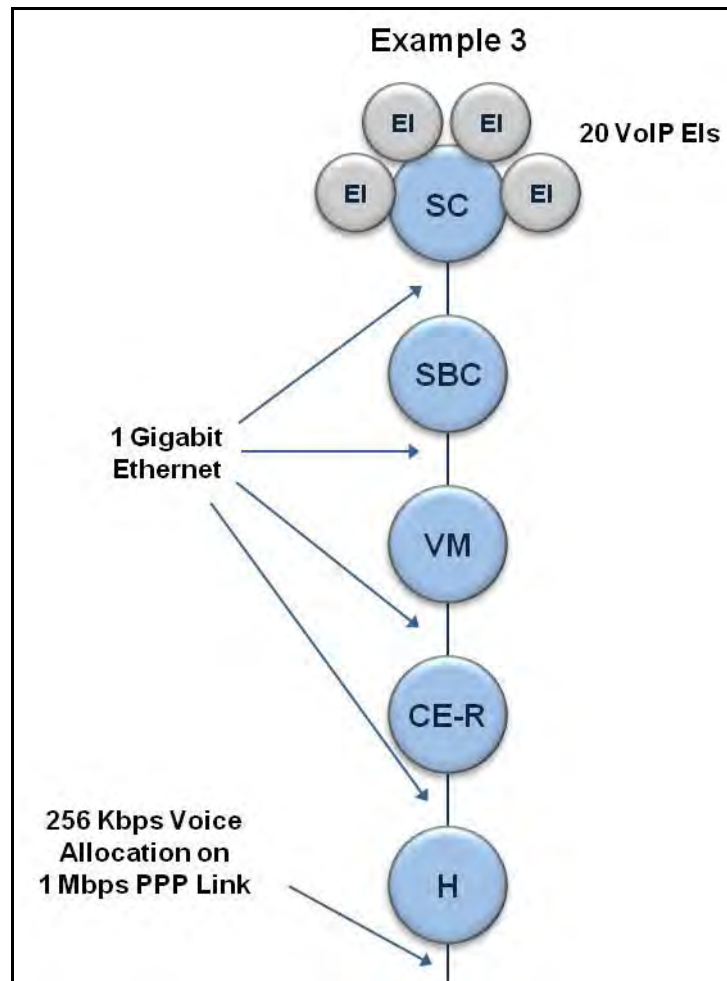 Example 3
EI
EI
20 VoIP EIs
EI
SC
EI
SBC
1 Gigabit
Ethernet
VM
CE-R
256 Kbps Voice
Allocation on
1 Mbps PPP Link
H